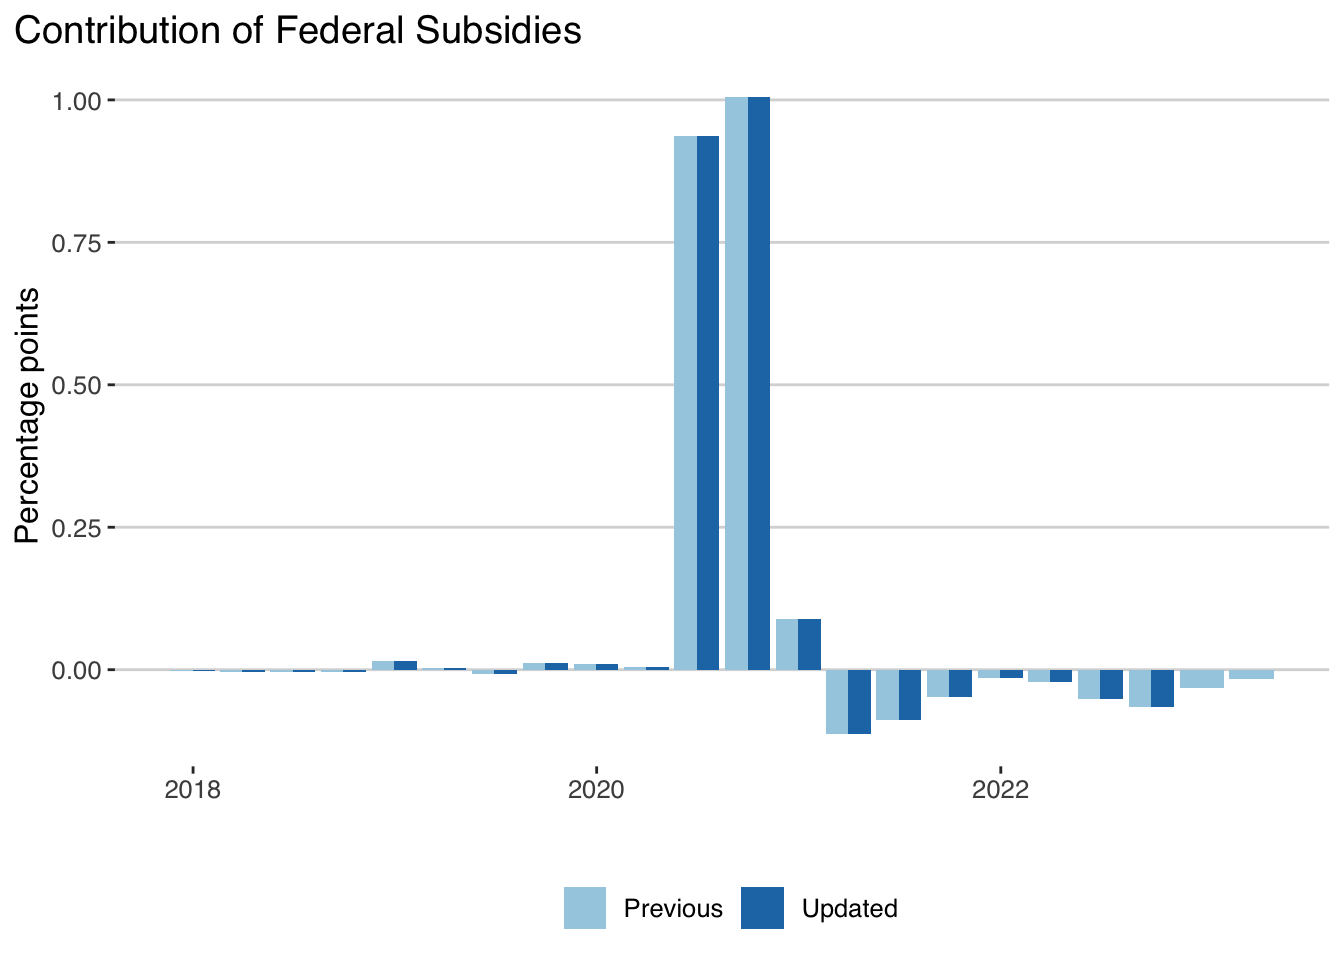 Contribution of Federal Subsidies
Percentage points
1.00
0.75
0.50
0.25
0.00
2018 2020 2022
Previous Updated